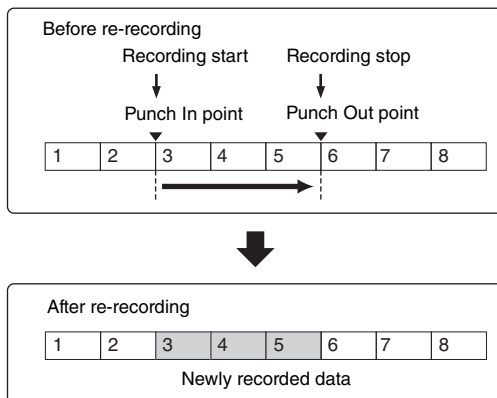 Before re-recording
Recording start Recording stop
Punch In point Punch Out point
1 2 3 4 5 6 7 8
After re-recording
1 2 3 4 5 6 7 8
Newly recorded data